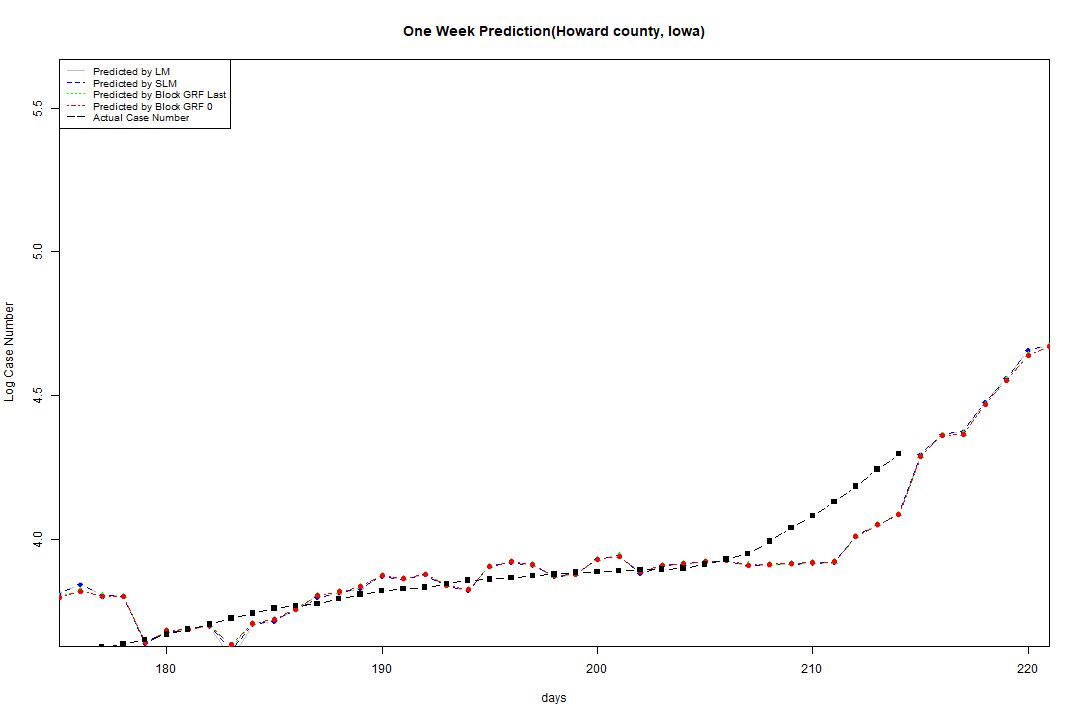 One Week Prediction(Howard county, Iowa)
Predicted by LM
Predicted by SLM
Predicted by Block GRF Last
Predicted by Block GRF 0
Actual Case Number
5.5
5.0
4.5
4.0
Log Case Number
180 190 200 210 220
days